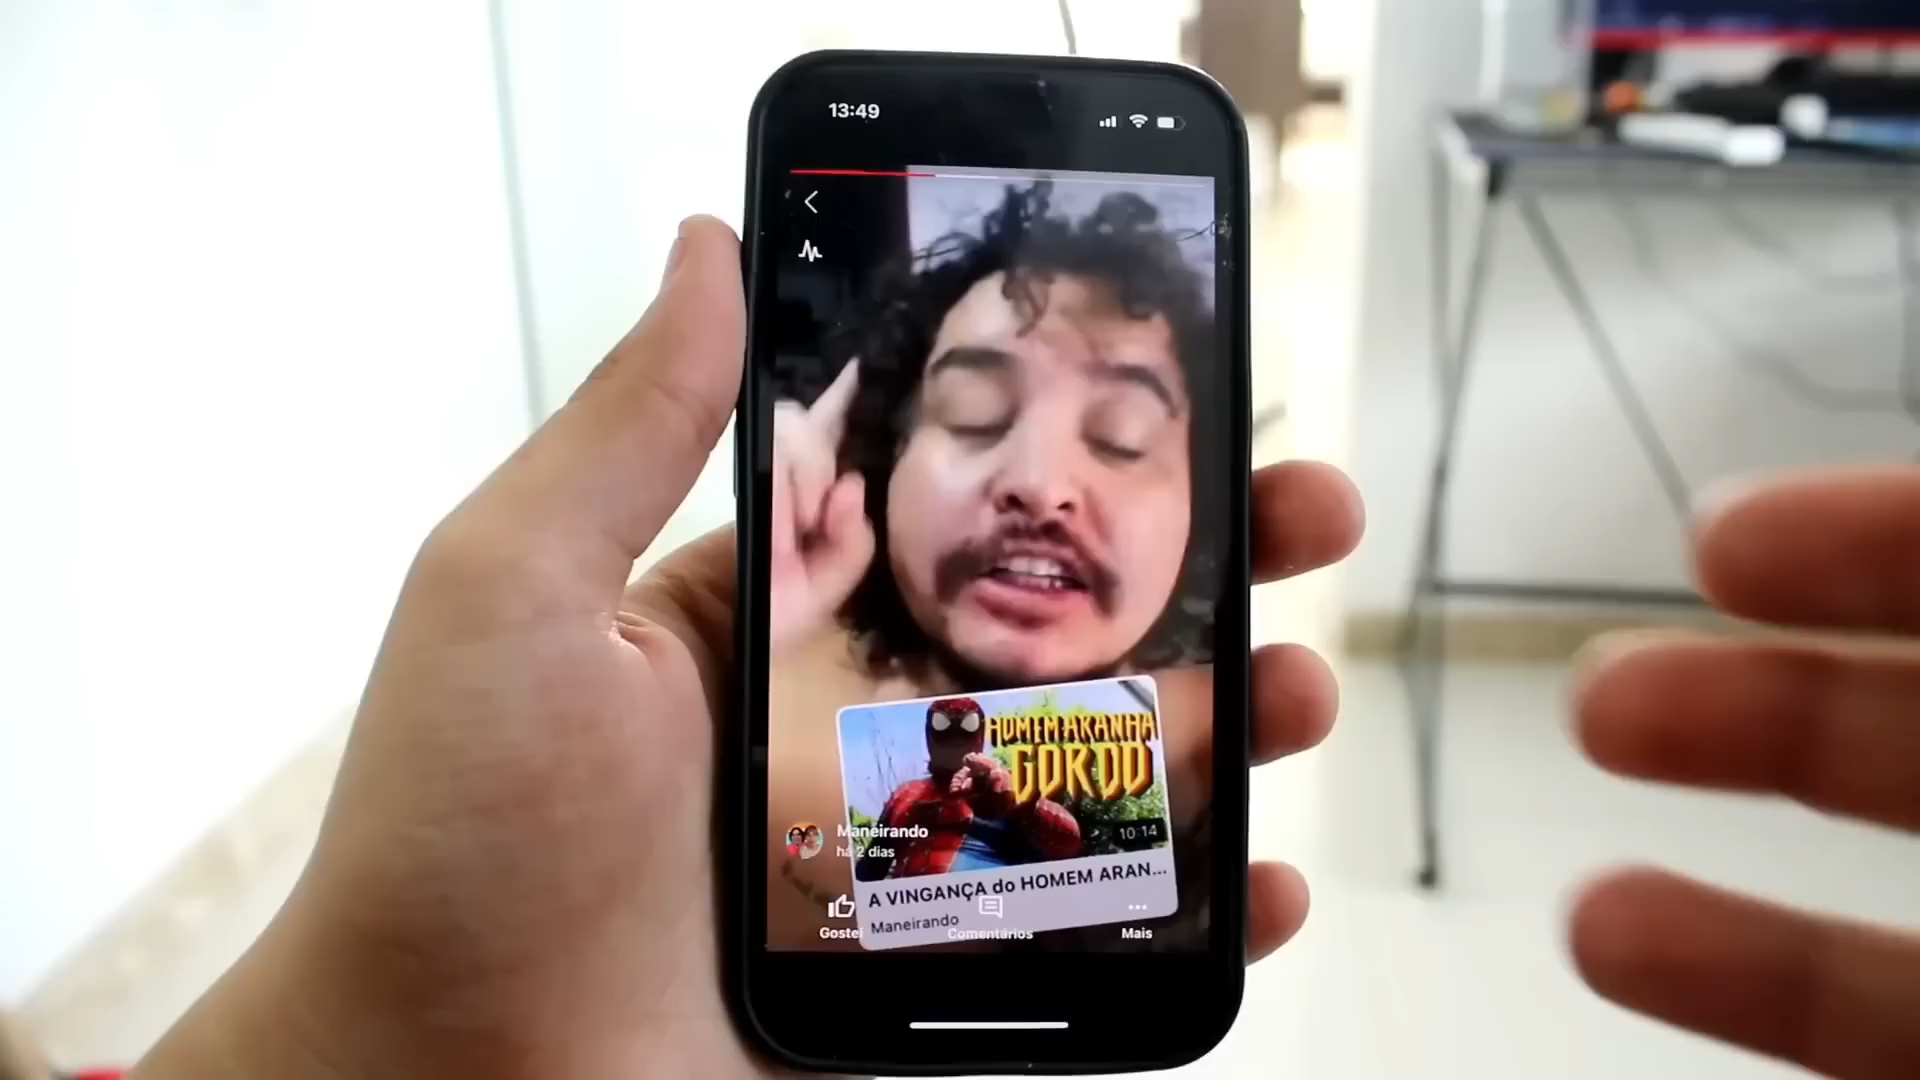 13:49
HOMEM ARANHA
GORDO
10:14
Maneirando
há 2 dias
A VINGANÇA do HOMEM ARAN...
Maneirando
Gostei
Comentários
Mais